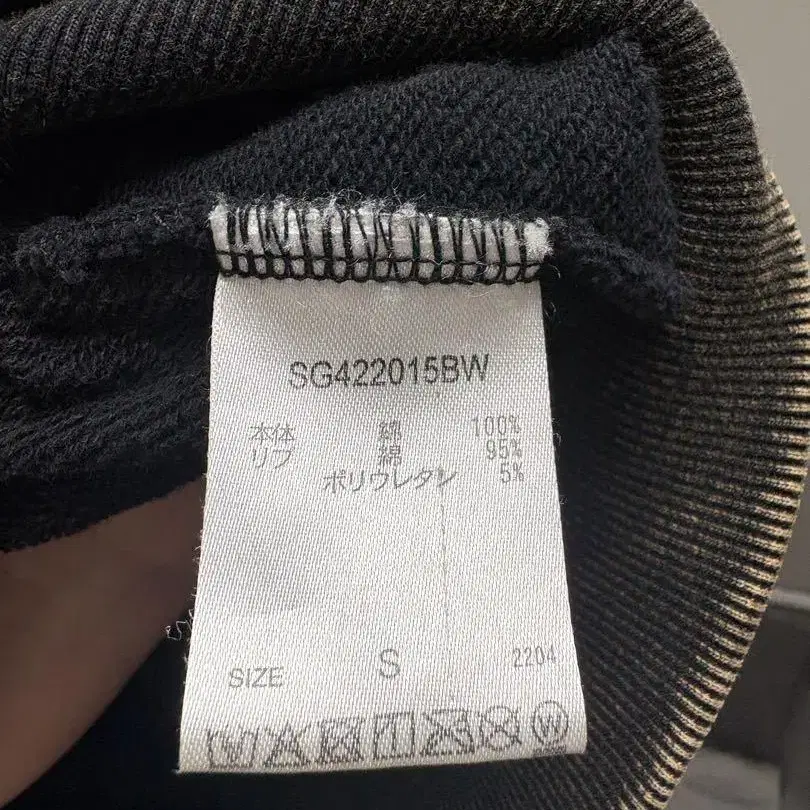 SG422015BW
本体 綿 100%
リブ 綿 95%
ポリウレタン 5%
SIZE S 2204
W